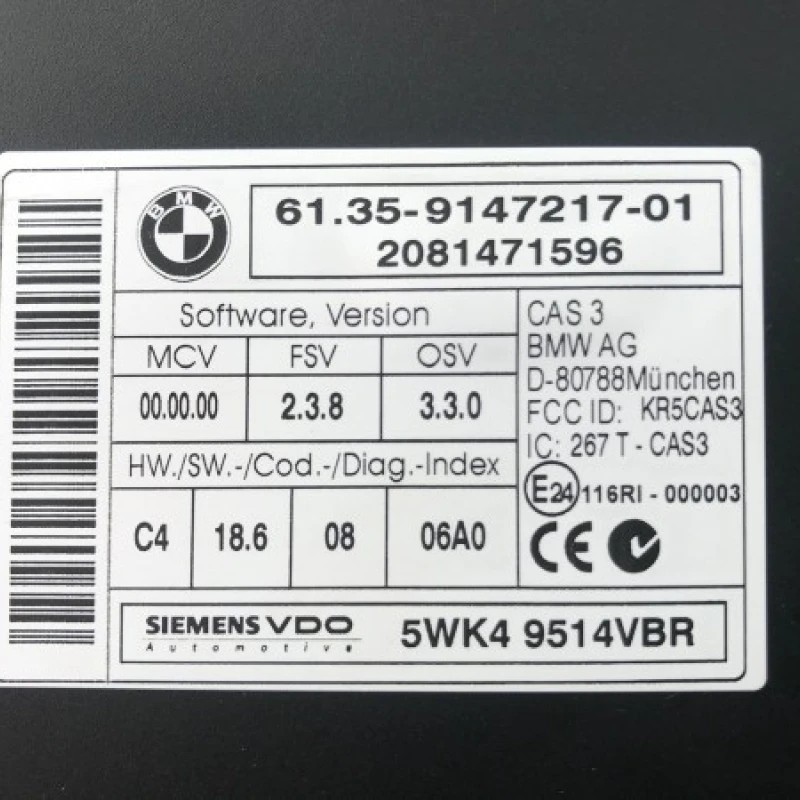 BMW
61.35-9147217-01
2081471596
Software, Version
MCV FSV OSV
00.00.00 2.3.8 3.3.0
HW./SW.-/Cod.-/Diag.-Index
C4 18.6 08 06A0
CAS 3
BMW AG
D-80788München
FCC ID: KR5CAS3
IC: 267 T - CAS3
E24 116RI - 000003
CE
SIEMENS VDO
Automotive
5WK4 9514VBR